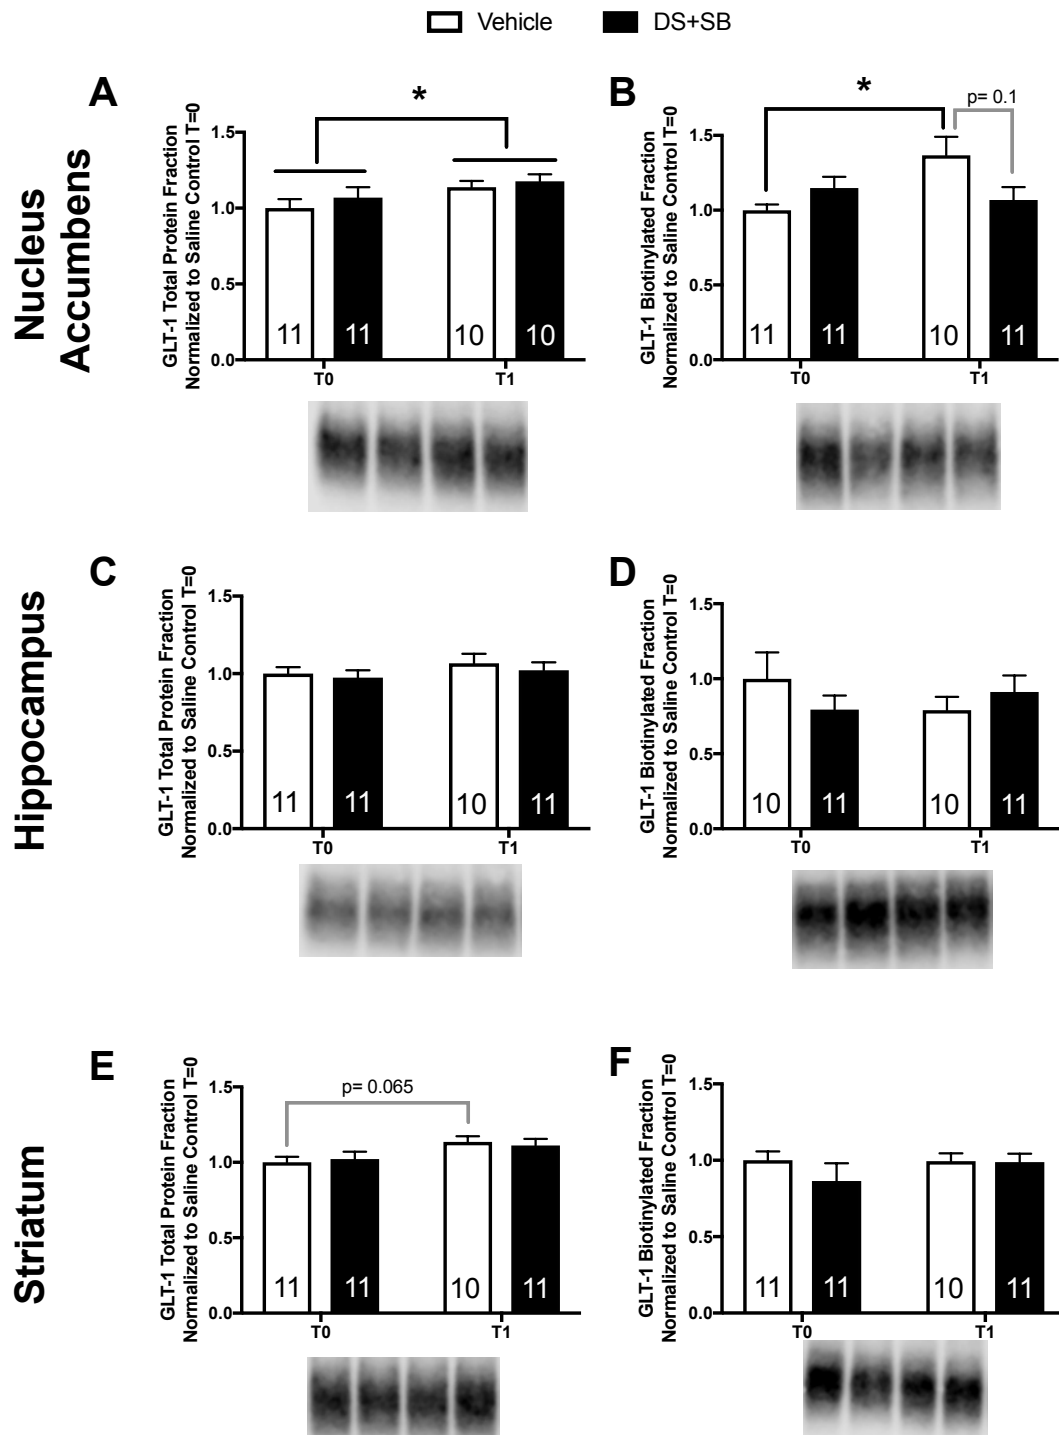 Vehicle DS+SB
Nucleus
Accumbens
A
GLT-1 Total Protein Fraction
Normalized to Saline Control T=0
1.5
1.0
0.5
0.0
*
11 11 10 10
T0 T1
B
GLT-1 Biotinylated Fraction
Normalized to Saline Control T=0
1.5
1.0
0.5
0.0
*
p= 0.1
11 11 10 11
T0 T1
Hippocampus
C
GLT-1 Total Protein Fraction
Normalized to Saline Control T=0
1.5
1.0
0.5
0.0
11 11 10 11
T0 T1
D
GLT-1 Biotinylated Fraction
Normalized to Saline Control T=0
1.5
1.0
0.5
0.0
10 11 10 11
T0 T1
Striatum
E
GLT-1 Total Protein Fraction
Normalized to Saline Control T=0
1.5
1.0
0.5
0.0
p= 0.065
11 11 10 11
T0 T1
F
GLT-1 Biotinylated Fraction
Normalized to Saline Control T=0
1.5
1.0
0.5
0.0
11 11 10 11
T0 T1